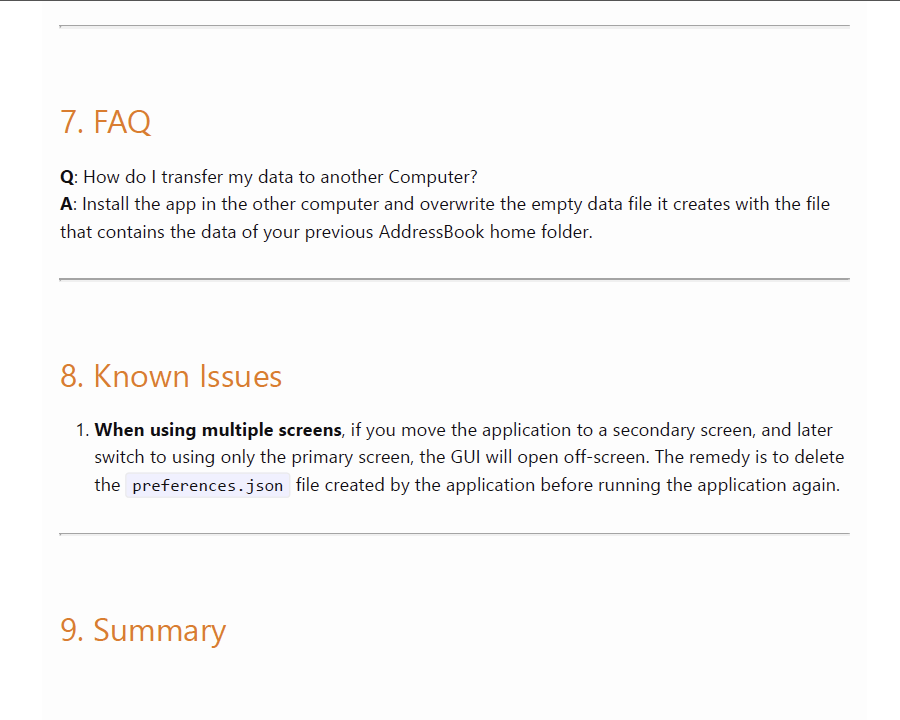 7. FAQ
Q: How do I transfer my data to another Computer?
A: Install the app in the other computer and overwrite the empty data file it creates with the file
that contains the data of your previous AddressBook home folder.
8. Known Issues
1. When using multiple screens, if you move the application to a secondary screen, and later
switch to using only the primary screen, the GUI will open off-screen. The remedy is to delete
the preferences.json file created by the application before running the application again.
9. Summary